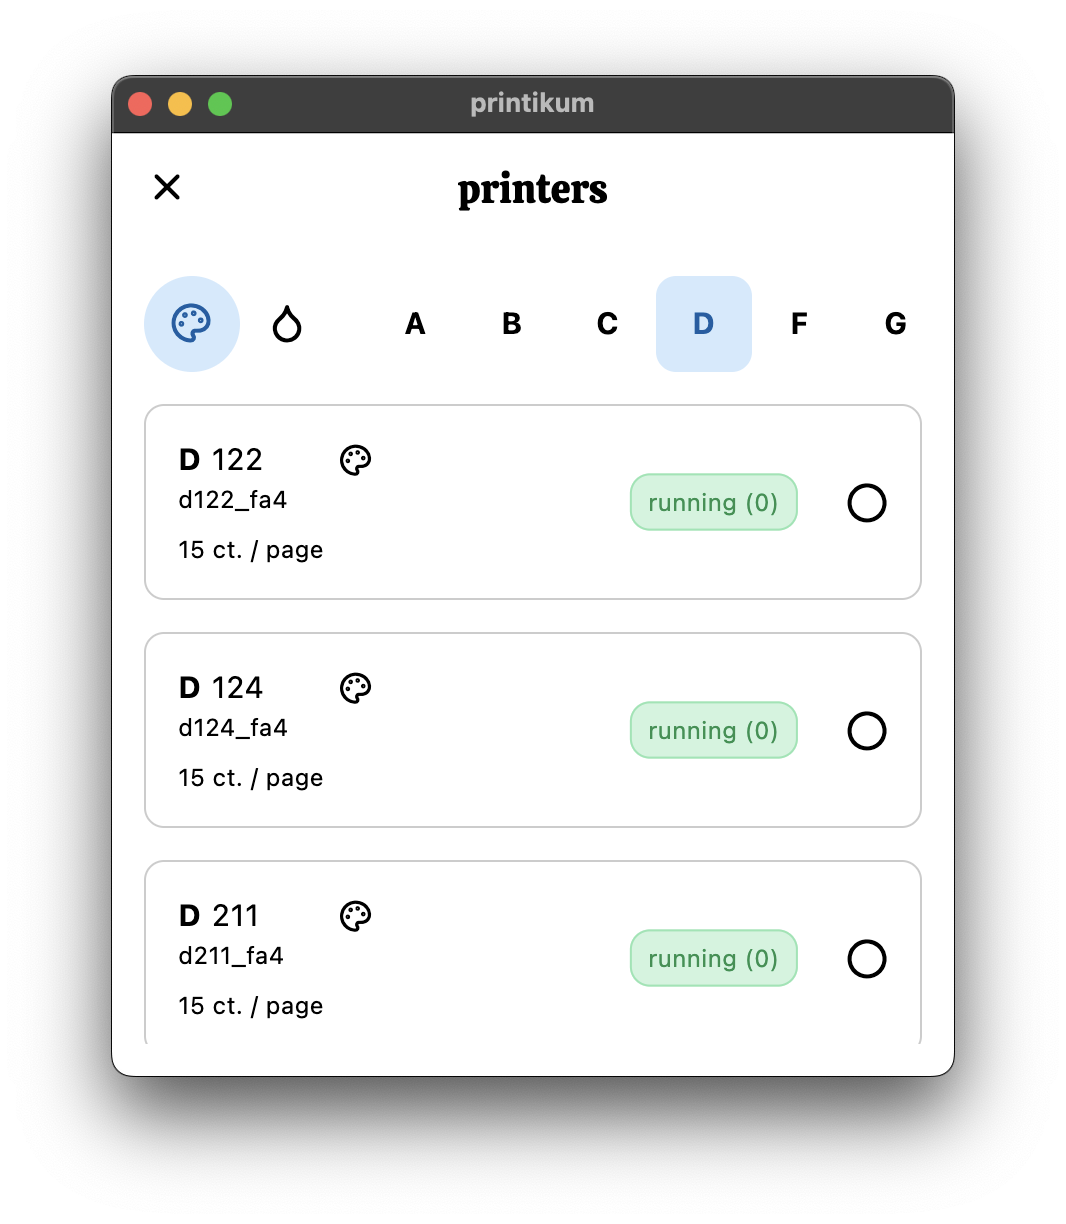 printikum
printers
A B C D F G
D 122
d122_fa4
15 ct. / page
running (0)
D 124
d124_fa4
15 ct. / page
running (0)
D 211
d211_fa4
15 ct. / page
running (0)